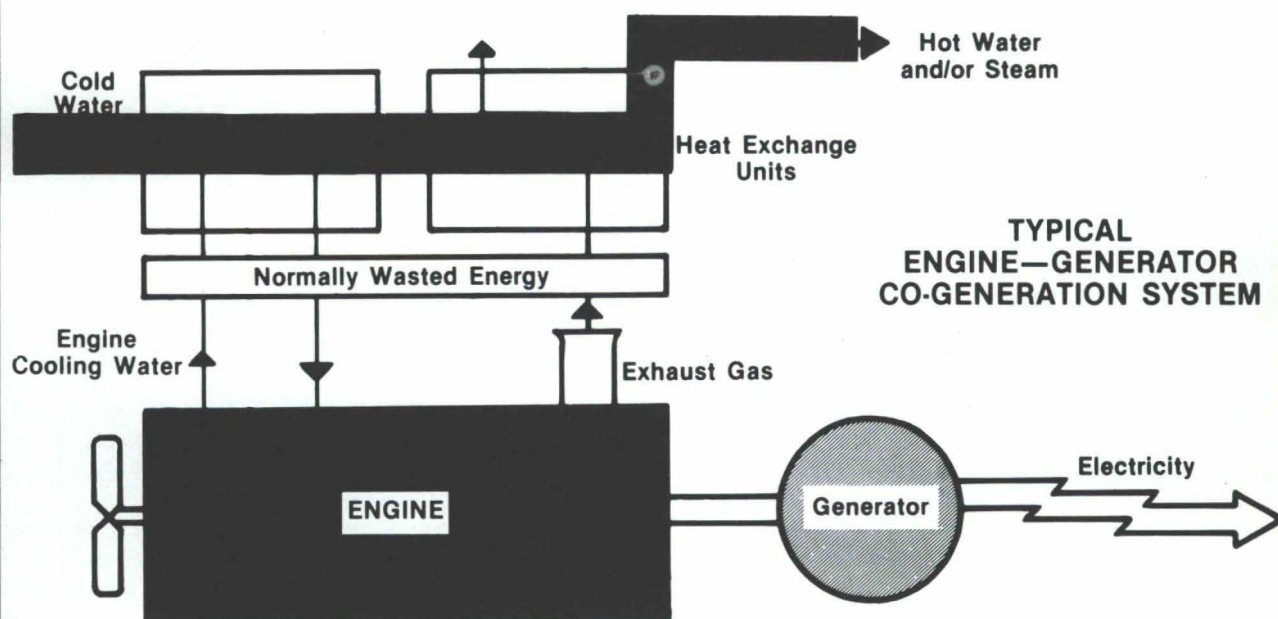 Cold
Water
Hot Water
and/or Steam
Heat Exchange
Units
TYPICAL
ENGINE—GENERATOR
CO-GENERATION SYSTEM
Normally Wasted Energy
Engine
Cooling Water
Exhaust Gas
ENGINE
Generator
Electricity